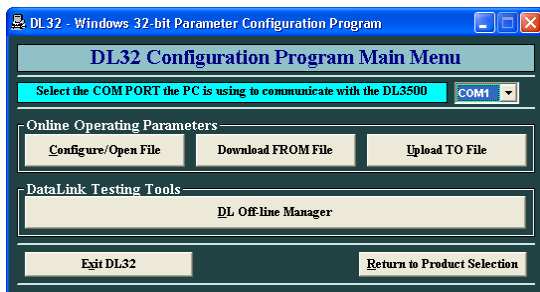 DL32 - Windows 32-bit Parameter Configuration Program
DL32 Configuration Program Main Menu
Select the COM PORT the PC is using to communicate with the DL3500 COM1
Online Operating Parameters
Configure/Open File Download FROM File Upload TO File
DataLink Testing Tools
DL Off-line Manager
Exit DL32 Return to Product Selection